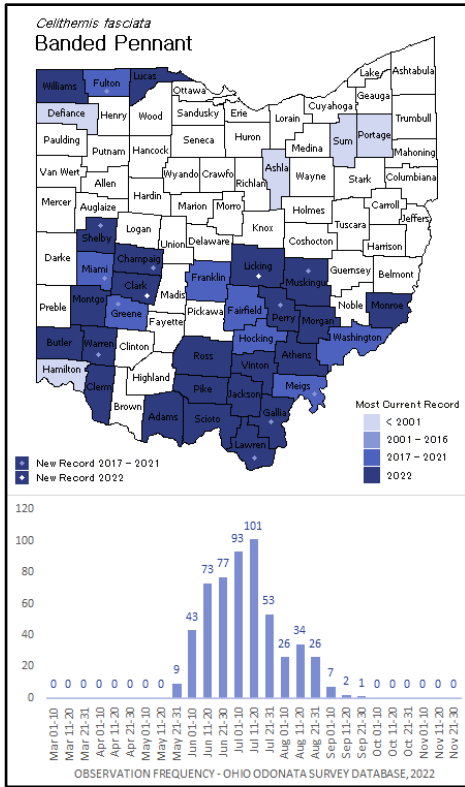 Celithemis fasciata
Banded Pennant
Williams Fulton Lucas Ottawa Lake Ashtabula
Geauga
Defiance Henry Wood Sandusky Erie Lorain Cuyahoga Trumbull
Paulding Putnam Hancock Seneca Huron Medina Sum Portage Mahoning
Van Wert Allen Wyando Crawfo Richlan Ashla Wayne Stark Columbiana
Mercer Auglaize Hardin Marion Morro Holmes Carroll Jeffers
Logan Union Delaware Knox Coshocton Tuscara Harrison
Darke Shelby Champaig Licking Muskingu Guernsey Belmont
Miami Clark Madis Franklin Noble Monroe
Preble Montgo Greene Fayette Pickawa Fairfield Perry Morgan
Butler Warren Clinton Ross Hocking Athens Washington
Hamilton Clerm Highland Pike Vinton Meigs
Brown Adams Scioto Jackson Gallia
Lawren
Most Current Record
< 2001
2001 - 2016
2017 - 2021
2022
New Record 2017 - 2021
New Record 2022
120
100
80
60
40
20
0
0 0 0 0 0 0 0 0 9 43 73 77 93 101 53 26 34 26 7 2 1 0 0 0 0 0 0
Mar 01-10
Mar 11-20
Mar 21-31
Apr 01-10
Apr 11-20
Apr 21-30
May 01-10
May 11-20
May 21-31
Jun 01-10
Jun 11-20
Jun 21-30
Jul 01-10
Jul 11-20
Jul 21-31
Aug 01-10
Aug 11-20
Aug 21-31
Sep 01-10
Sep 11-20
Sep 21-30
Oct 01-10
Oct 11-20
Oct 21-31
Nov 01-10
Nov 11-20
Nov 21-30
OBSERVATION FREQUENCY - OHIO ODONATA SURVEY DATABASE, 2022